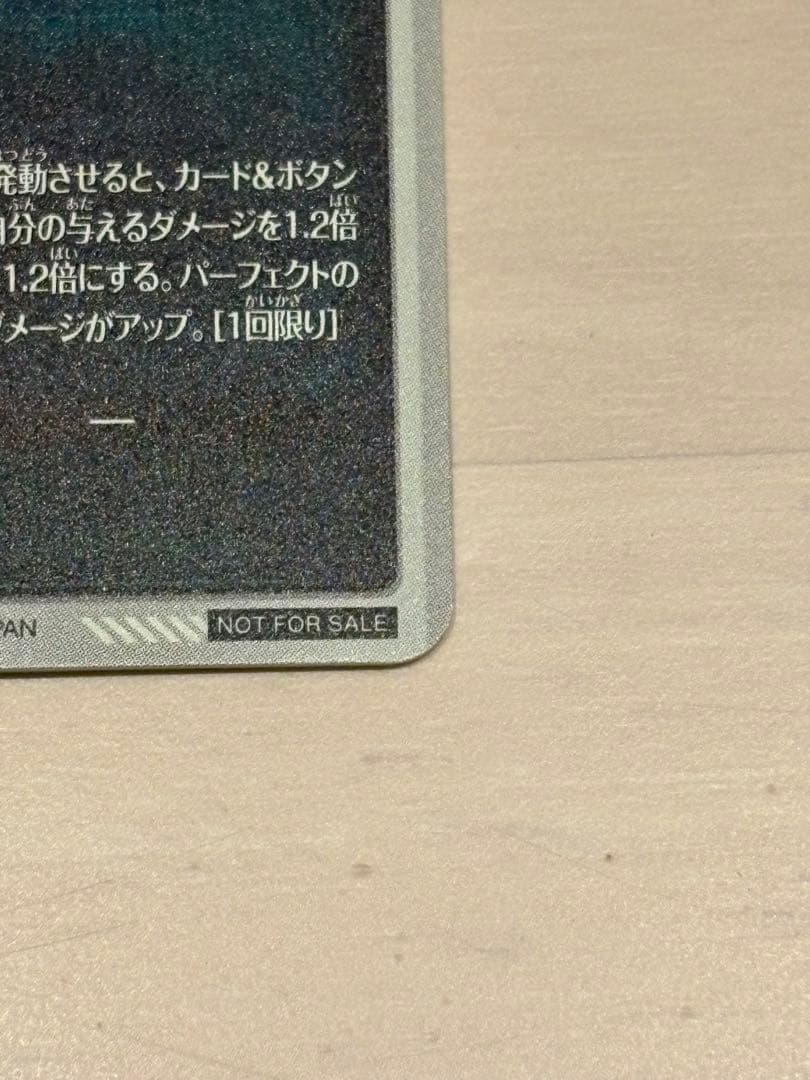 発動させると、カード&ボタン
分の与えるダメージを1.2倍
1.2倍にする。パーフェクトの
メージがアップ。[1回限り]
—
PAN
NOT FOR SALE